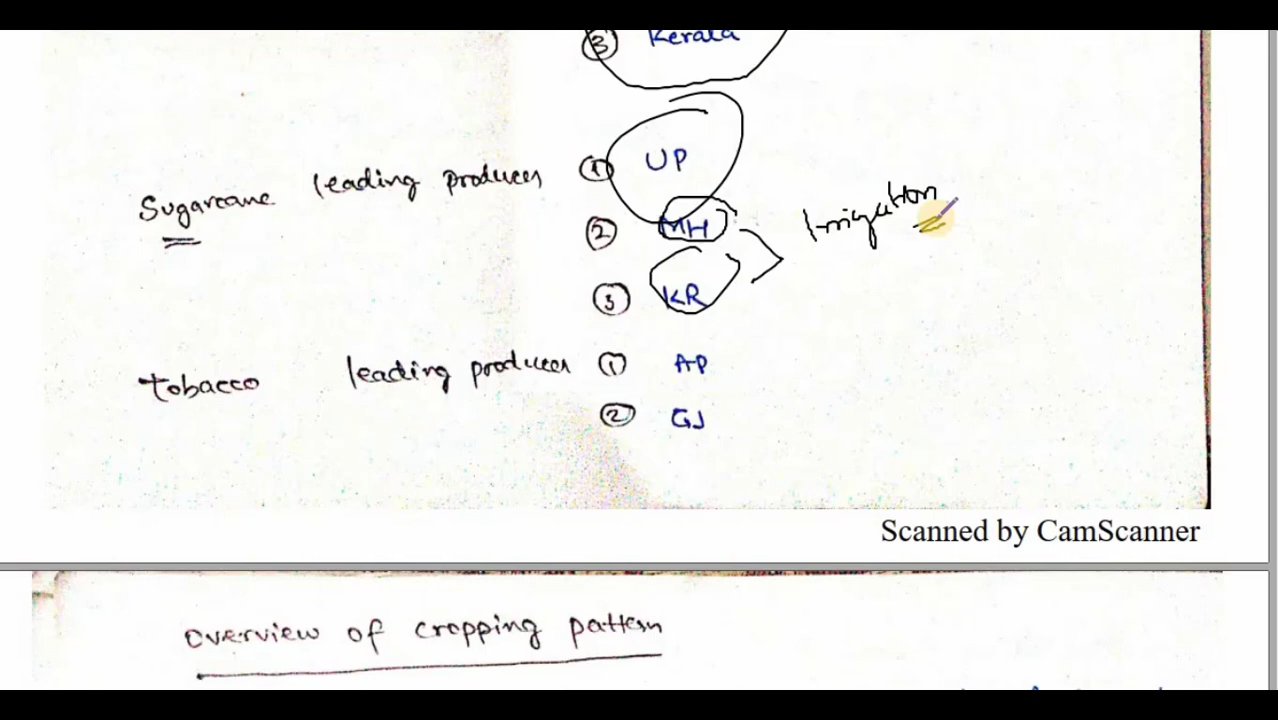 ③ Kerala
Sugarcane leading producer ① UP
② MH
Irrigation
③ KR
Tobacco leading producer ① AP
② GJ
Scanned by CamScanner
Overview of cropping pattern